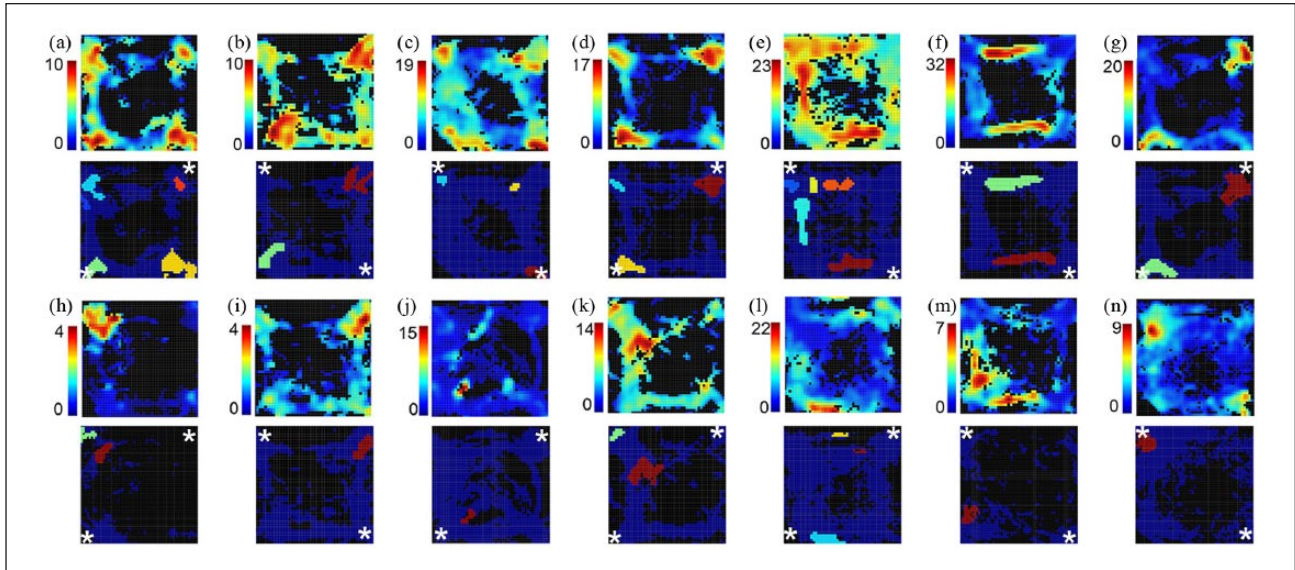 (a) (b) (c) (d) (e) (f) (g)
10 10 19 17 23 32 20
0 0 0 0 0 0 0
* * * * * * *
* * * * * * *
(h) (i) (j) (k) (l) (m) (n)
4 4 15 14 22 7 9
0 0 0 0 0 0 0
* * * * * * *
* * * * * * *